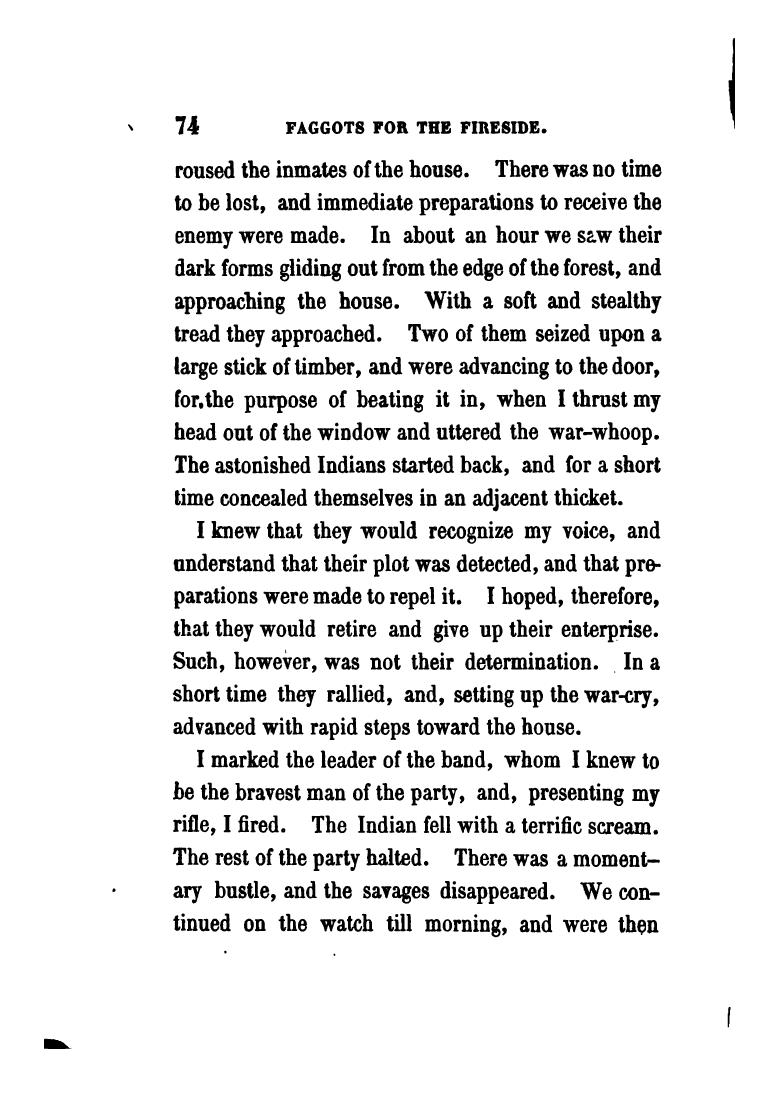 74 FAGGOTS FOR THE FIRESIDE.
roused the inmates of the house. There was no time
to be lost, and immediate preparations to receive the
enemy were made. In about an hour we saw their
dark forms gliding out from the edge of the forest, and
approaching the house. With a soft and stealthy
tread they approached. Two of them seized upon a
large stick of timber, and were advancing to the door,
for the purpose of beating it in, when I thrust my
head out of the window and uttered the war-whoop.
The astonished Indians started back, and for a short
time concealed themselves in an adjacent thicket.
I knew that they would recognize my voice, and
understand that their plot was detected, and that pre-
parations were made to repel it. I hoped, therefore,
that they would retire and give up their enterprise.
Such, however, was not their determination. In a
short time they rallied, and, setting up the war-cry,
advanced with rapid steps toward the house.
I marked the leader of the band, whom I knew to
be the bravest man of the party, and, presenting my
rifle, I fired. The Indian fell with a terrific scream.
The rest of the party halted. There was a moment-
ary bustle, and the savages disappeared. We con-
tinued on the watch till morning, and were then